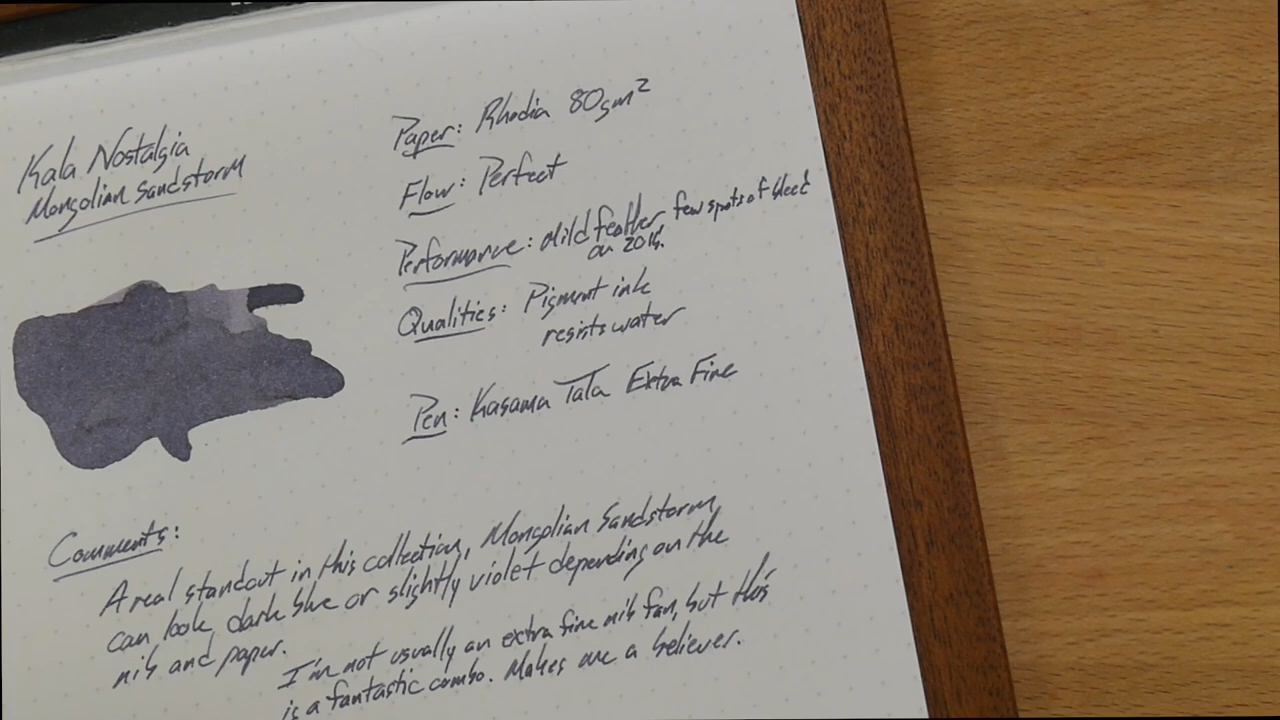 Kala Nostalgia
Mongolian Sandstorm
Paper: Rhodia 80gm²
Flow: Perfect
Performance: Mild feather, few spots of bleed
on 20lb.
Qualities: Pigment ink
resists water
Pen: Kasama Tala Extra Fine
Comments:
A real standout in this collection, Mongolian Sandstorm,
can look dark blue or slightly violet depending on the
nib and paper.
I'm not usually an extra fine nib fan, but this
is a fantastic combo. Makes me a believer.